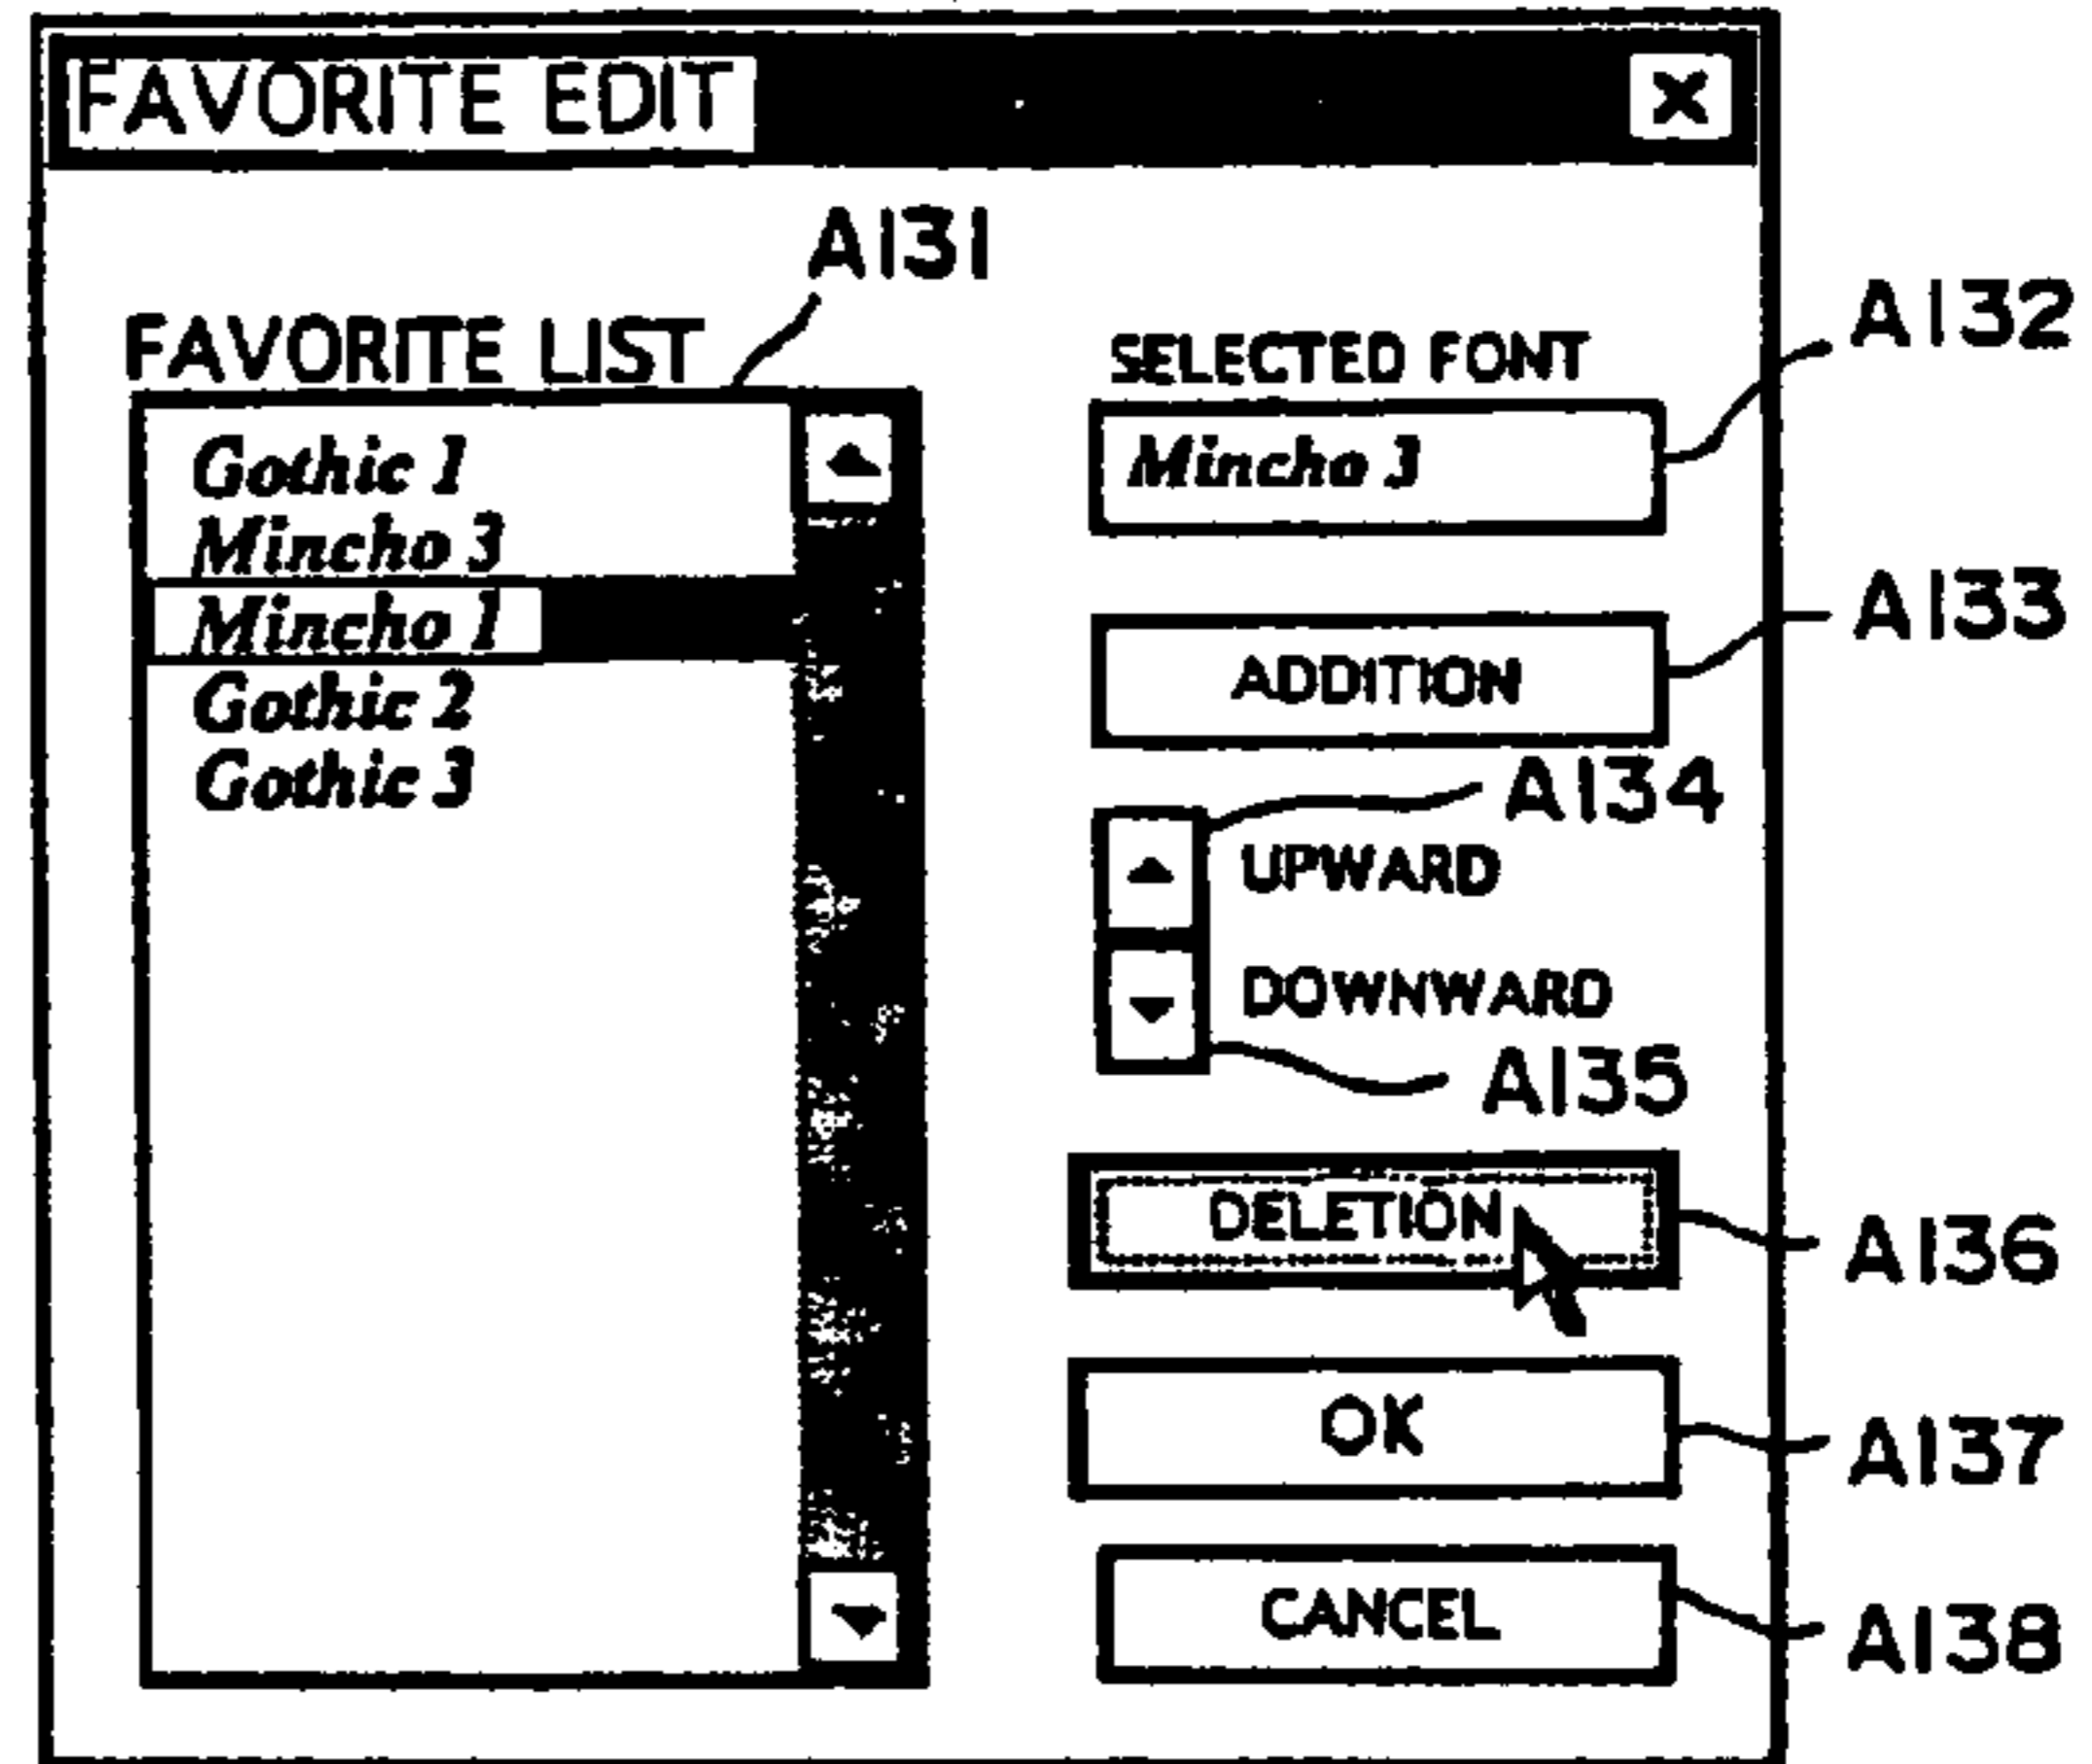 FAVORITE EDIT
A131
FAVORITE LIST
Gothic 1
Mincho 3
Mincho 1
Gothic 2
Gothic 3
SELECTED FONT
A132
Mincho 3
A133
ADDITION
A134
UPWARD
DOWNWARD
A135
DELETION
A136
OK
A137
CANCEL
A138